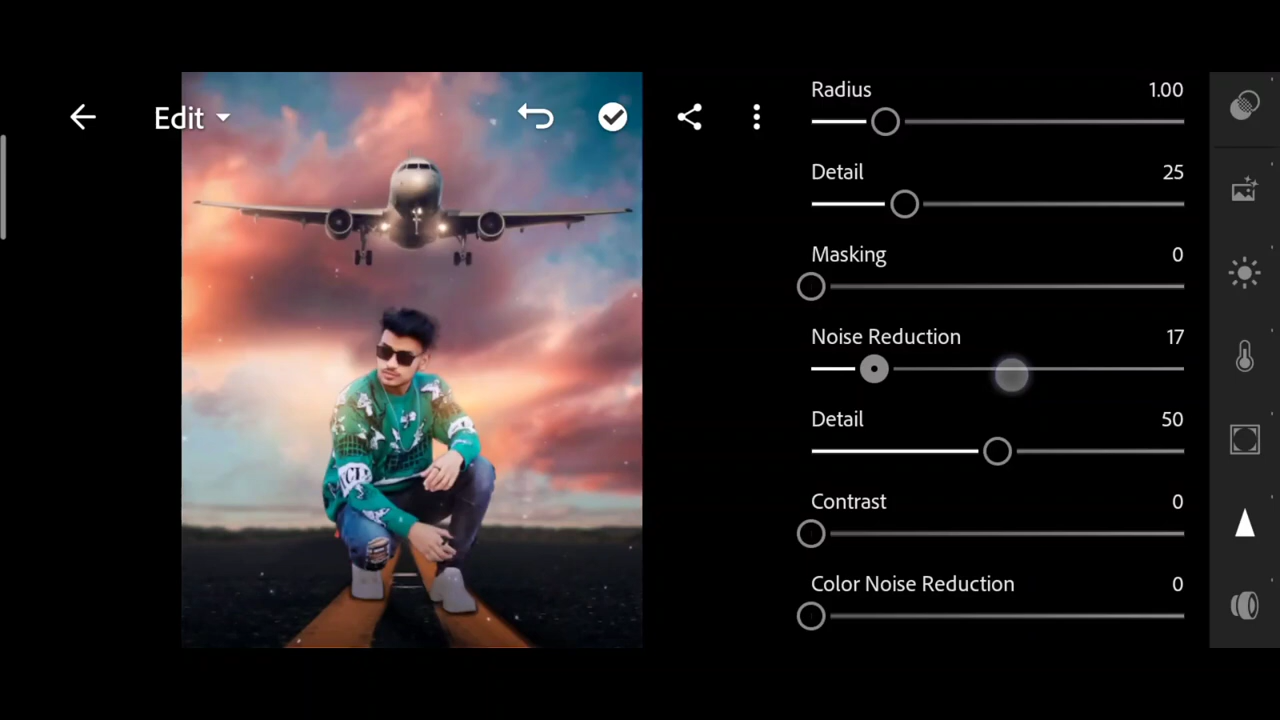 Edit
Radius 1.00
Detail 25
Masking 0
Noise Reduction 17
Detail 50
Contrast 0
Color Noise Reduction 0